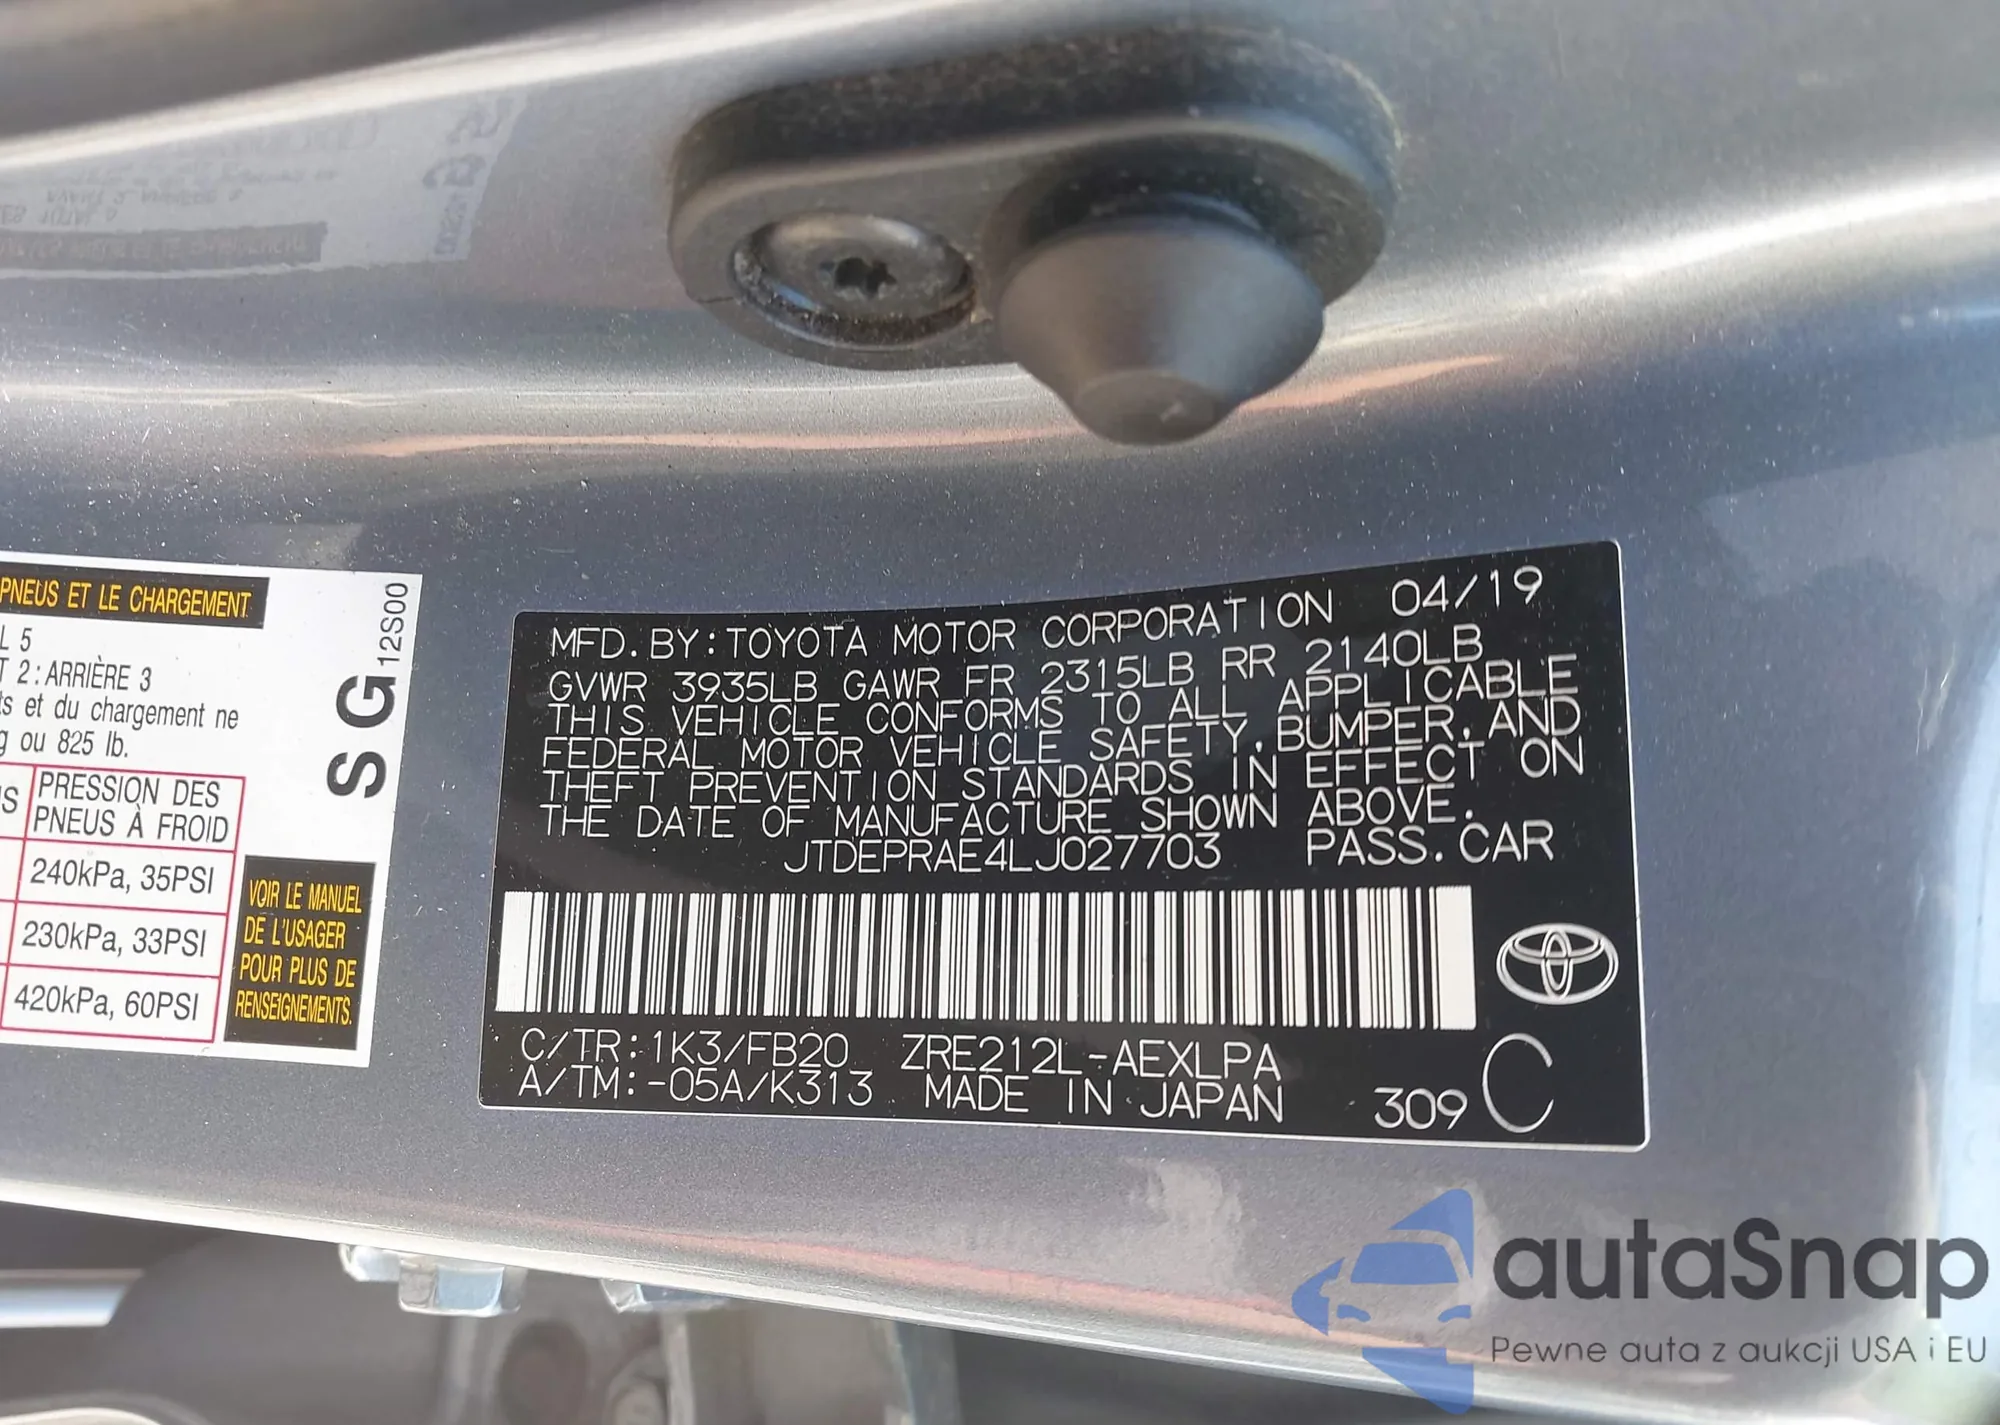 PNEUS ET LE CHARGEMENT
L 5
T 2 : ARRIÈRE 3
ts et du chargement ne
g ou 825 lb.
PRESSION DES
PNEUS À FROID
240kPa, 35PSI
230kPa, 33PSI
420kPa, 60PSI
VOIR LE MANUEL
DE L'USAGER
POUR PLUS DE
RENSEIGNEMENTS.
S G 12S00
MFD. BY: TOYOTA MOTOR CORPORATION 04/19
GVWR 3935LB GAWR FR 2315LB RR 2140LB
THIS VEHICLE CONFORMS TO ALL APPLICABLE
FEDERAL MOTOR VEHICLE SAFETY, BUMPER, AND
THEFT PREVENTION STANDARDS IN EFFECT ON
THE DATE OF MANUFACTURE SHOWN ABOVE.
JTDEPRAE4LJ027703 PASS. CAR
C/TR: 1K3/FB20 ZRE212L-AEXLPA
A/TM: -05A/K313 MADE IN JAPAN 309 C
autaSnap
Pewne auta z aukcji USA i EU